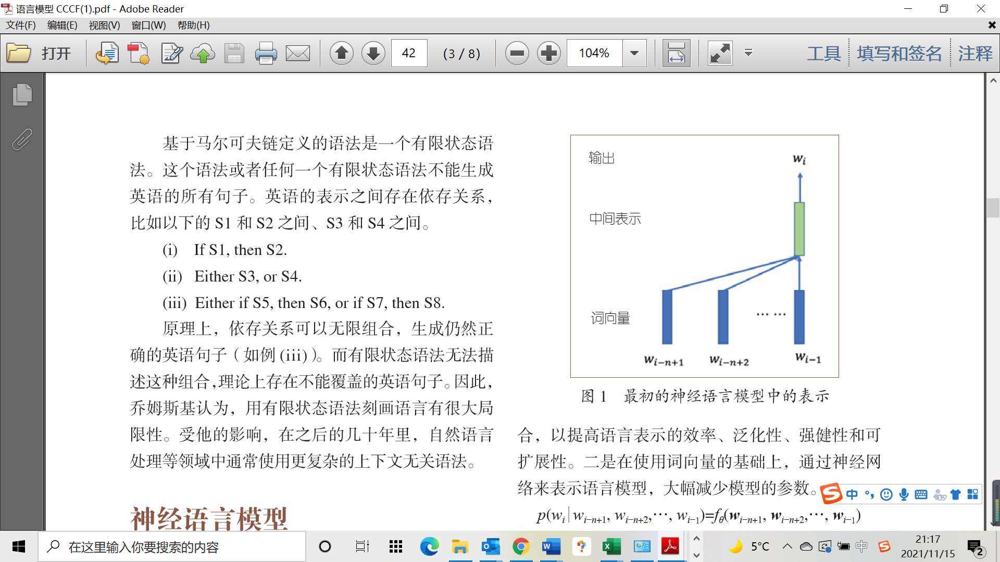 语言模型 CCCF(1).pdf - Adobe Reader
文件(F) 编辑(E) 视图(V) 窗口(W) 帮助(H)
打开 42 (3 / 8) 104% 工具 填写和签名 注释
基于马尔可夫链定义的语法是一个有限状态语
法。这个语法或者任何一个有限状态语法不能生成
英语的所有句子。英语的表示之间存在依存关系，
比如以下的 S1 和 S2 之间、S3 和 S4 之间。
(i) If S1, then S2.
(ii) Either S3, or S4.
(iii) Either if S5, then S6, or if S7, then S8.
原理上，依存关系可以无限组合，生成仍然正
确的英语句子（如例 (iii)）。而有限状态语法无法描
述这种组合，理论上存在不能覆盖的英语句子。因此，
乔姆斯基认为，用有限状态语法刻画语言有很大局
限性。受他的影响，在之后的几十年里，自然语言
处理等领域中通常使用更复杂的上下文无关语法。
神经语言模型
输出 wi
中间表示
词向量 … …
wi−n+1 wi−n+2 wi−1
图 1 最初的神经语言模型中的表示
合，以提高语言表示的效率、泛化性、强健性和可
扩展性。二是在使用词向量的基础上，通过神经网
络来表示语言模型，大幅减少模型的参数。
p(wi|wi−n+1, wi−n+2,⋯, wi−1)=fθ(wi−n+1, wi−n+2,⋯, wi−1)
中
在这里输入你要搜索的内容
5°C 中
21:17
2021/11/15
2